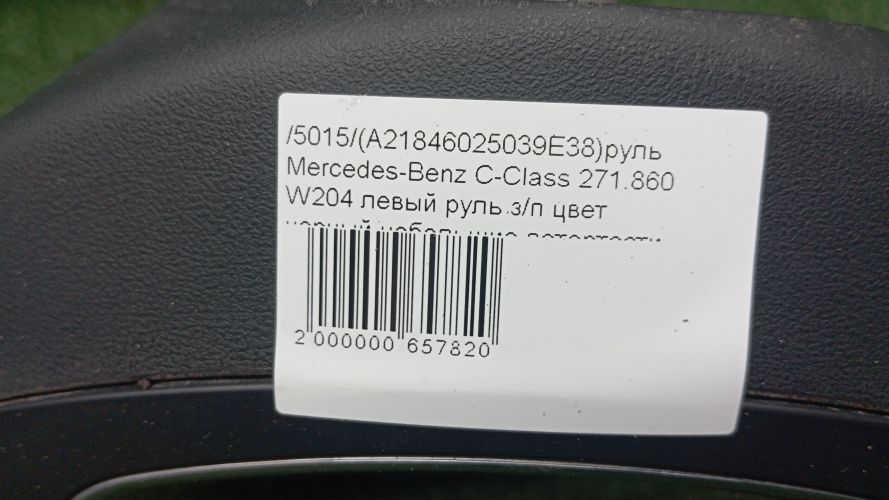 /5015/(A21846025039E38)руль
Mercedes-Benz C-Class 271.860
W204 левый руль.з/п цвет
2 000000 657820